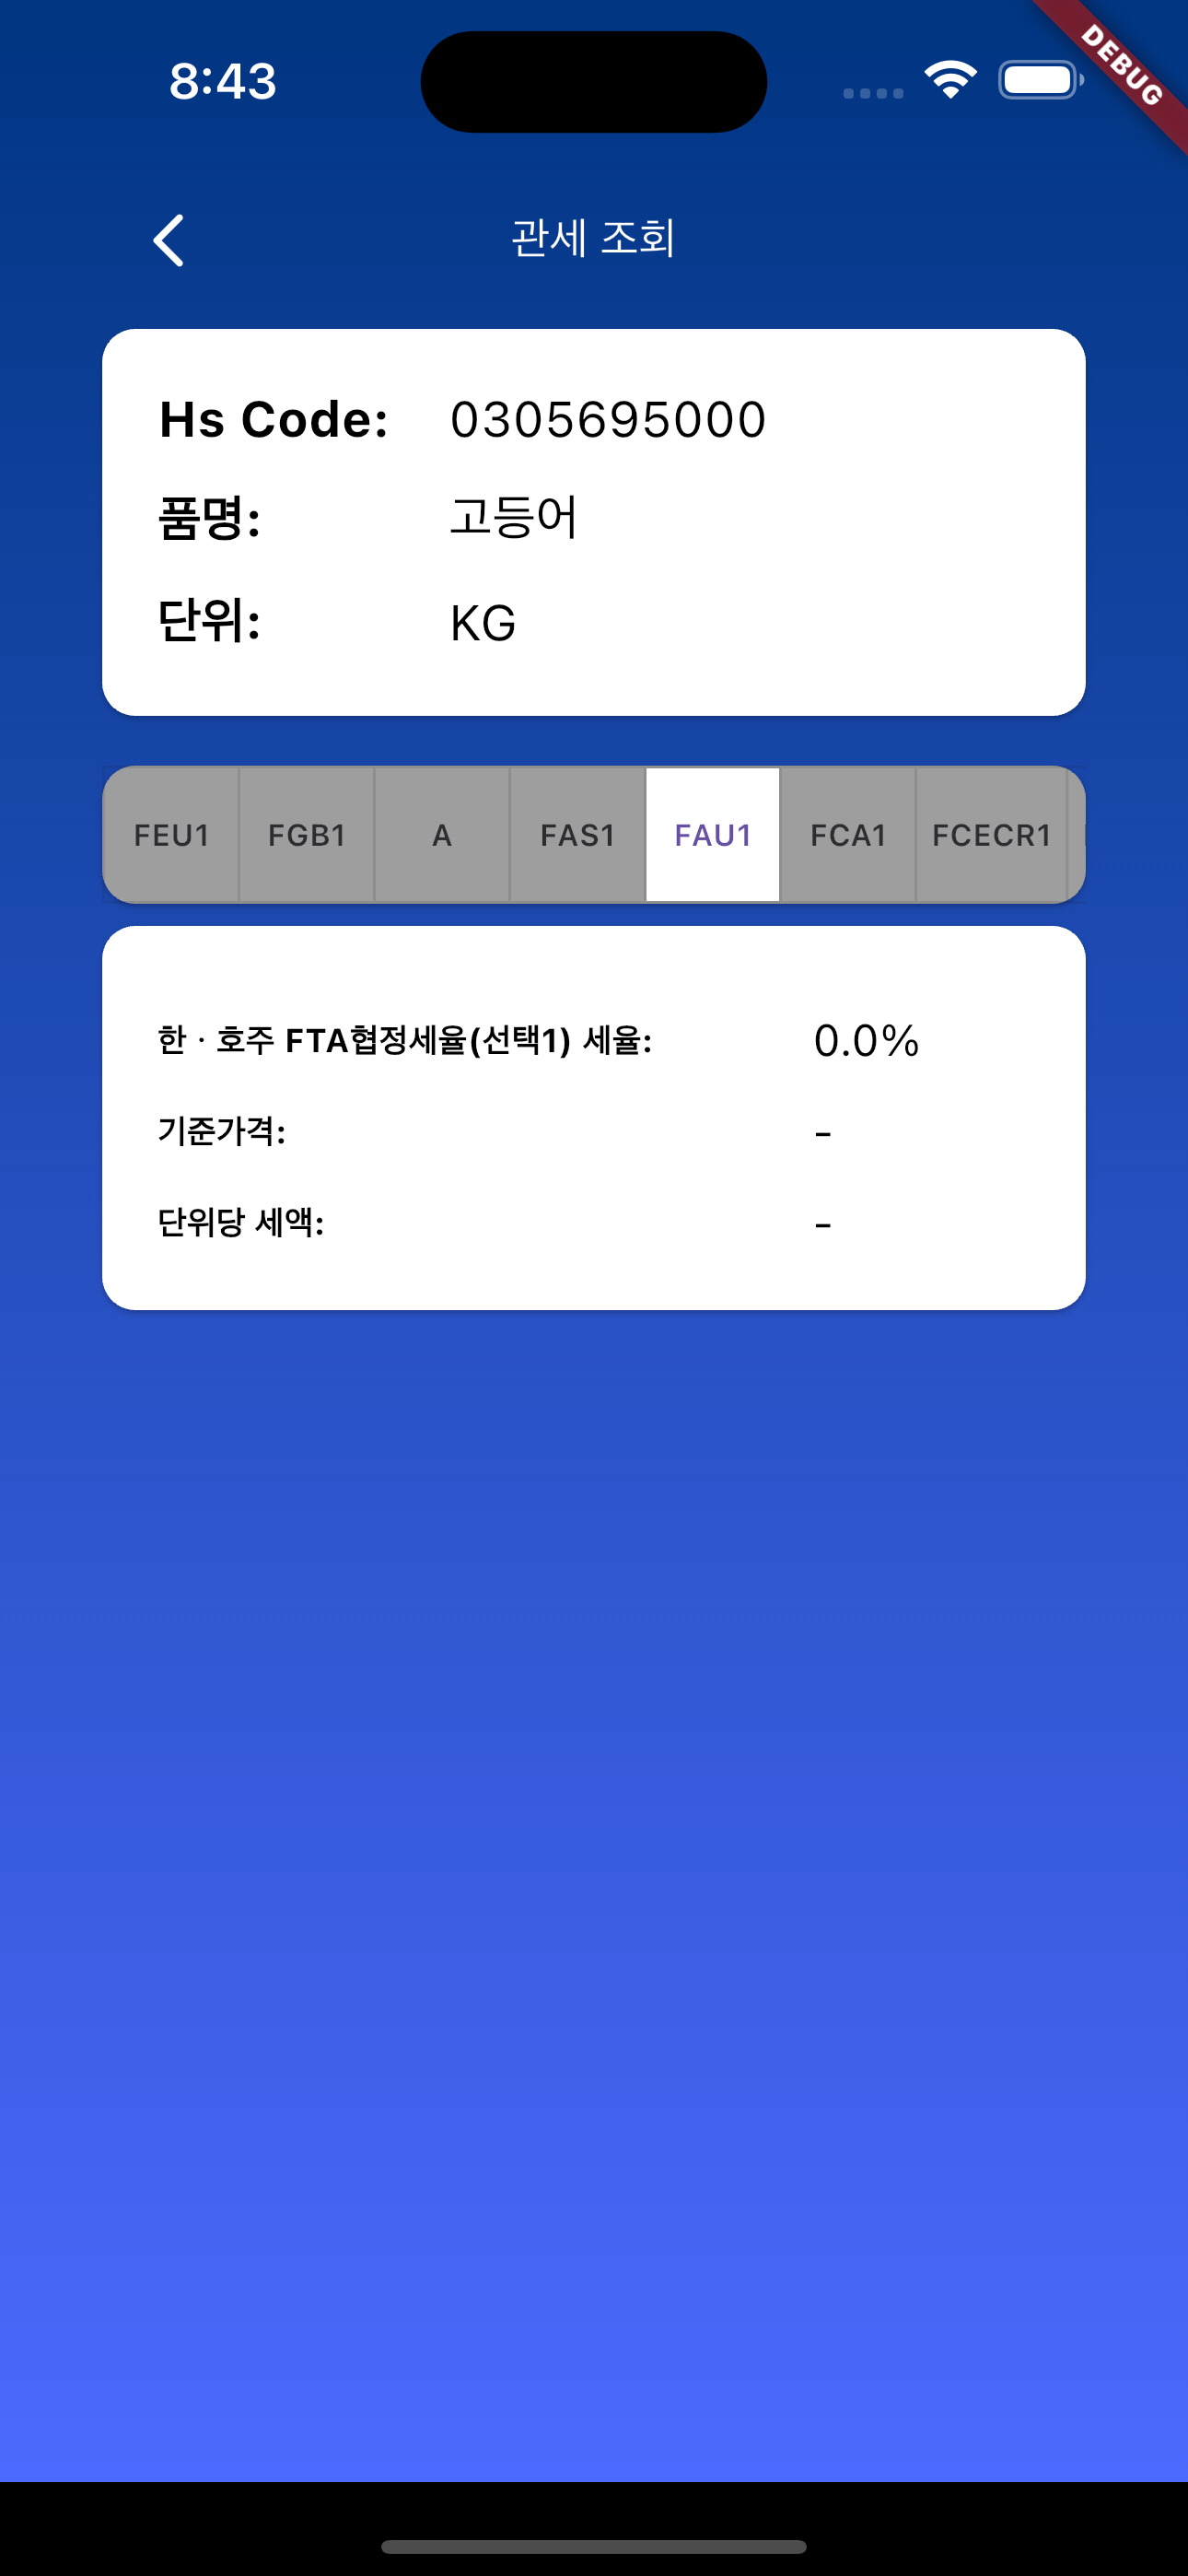 8:43
DEBUG
관세 조회
Hs Code: 0305695000
품명: 고등어
단위: KG
FEU1 FGB1 A FAS1 FAU1 FCA1 FCECR1
한 · 호주 FTA협정세율(선택1) 세율: 0.0%
기준가격: -
단위당 세액: -